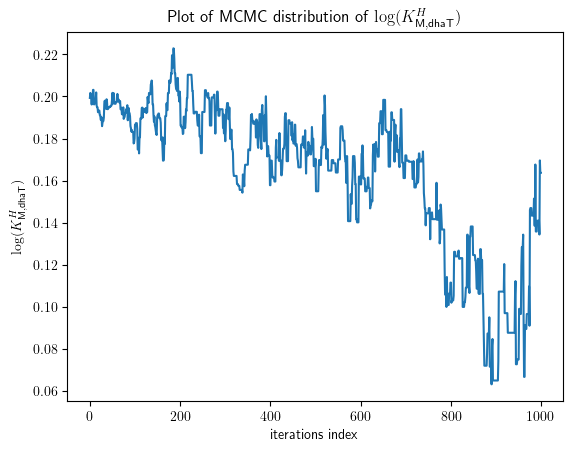 Plot of MCMC distribution of log(K^H_M,dhaT)
0.22
0.20
0.18
0.16
0.14
0.12
0.10
0.08
0.06
log(K^H_M,dhaT)
0 200 400 600 800 1000
iterations index